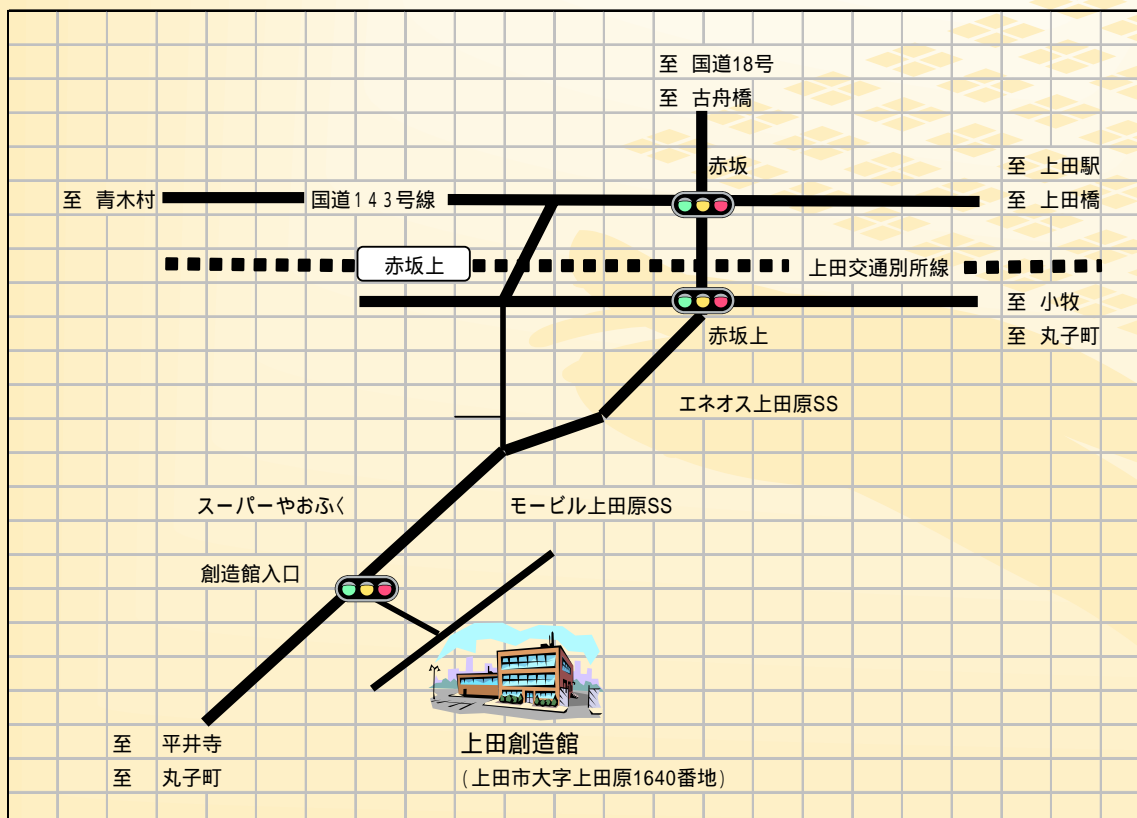 至 国道18号
至 古舟橋
赤坂
至 上田駅
至 青木村
国道143号線
至 上田橋
赤坂上
上田交通別所線
至 小牧
赤坂上
至 丸子町
エネオス上田原SS
スーパーやおふく
モービル上田原SS
創造館入口
至 平井寺
上田創造館
至 丸子町
(上田市大字上田原1640番地)